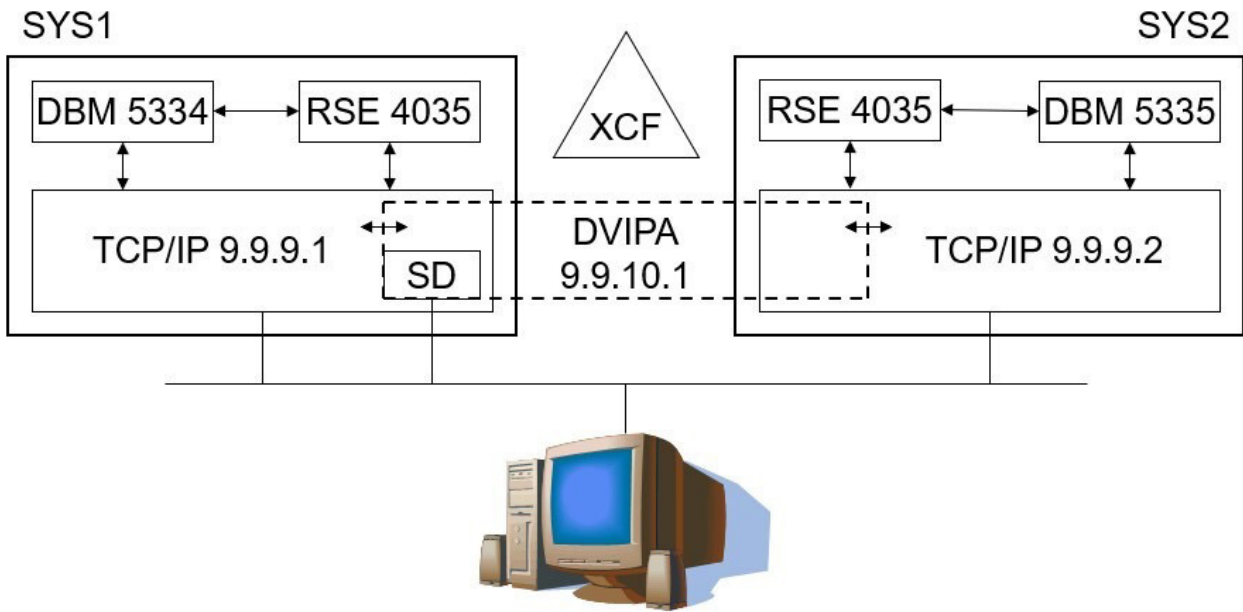 SYS1
SYS2
DBM 5334
RSE 4035
XCF
RSE 4035
DBM 5335
TCP/IP 9.9.9.1
SD
DVIPA
9.9.10.1
TCP/IP 9.9.9.2